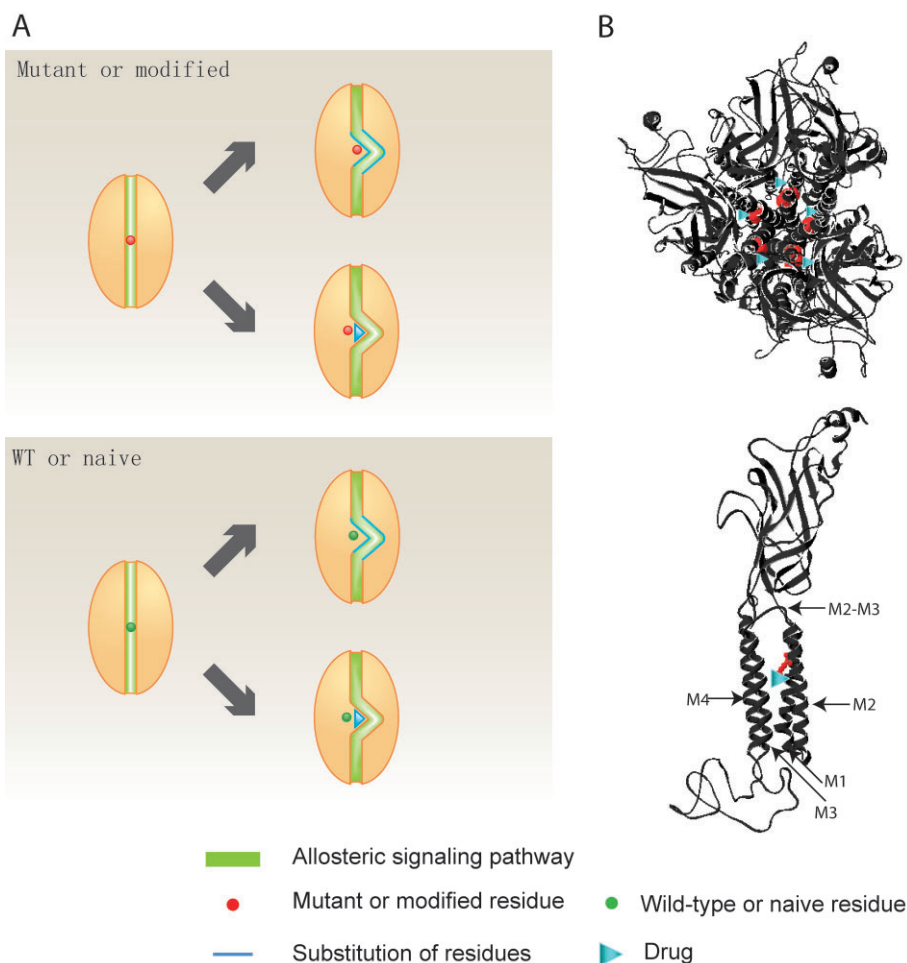 A
Mutant or modified
WT or naive
B
M2-M3
M4
M2
M1
M3
Allosteric signaling pathway
Mutant or modified residue
Wild-type or naive residue
Substitution of residues
Drug